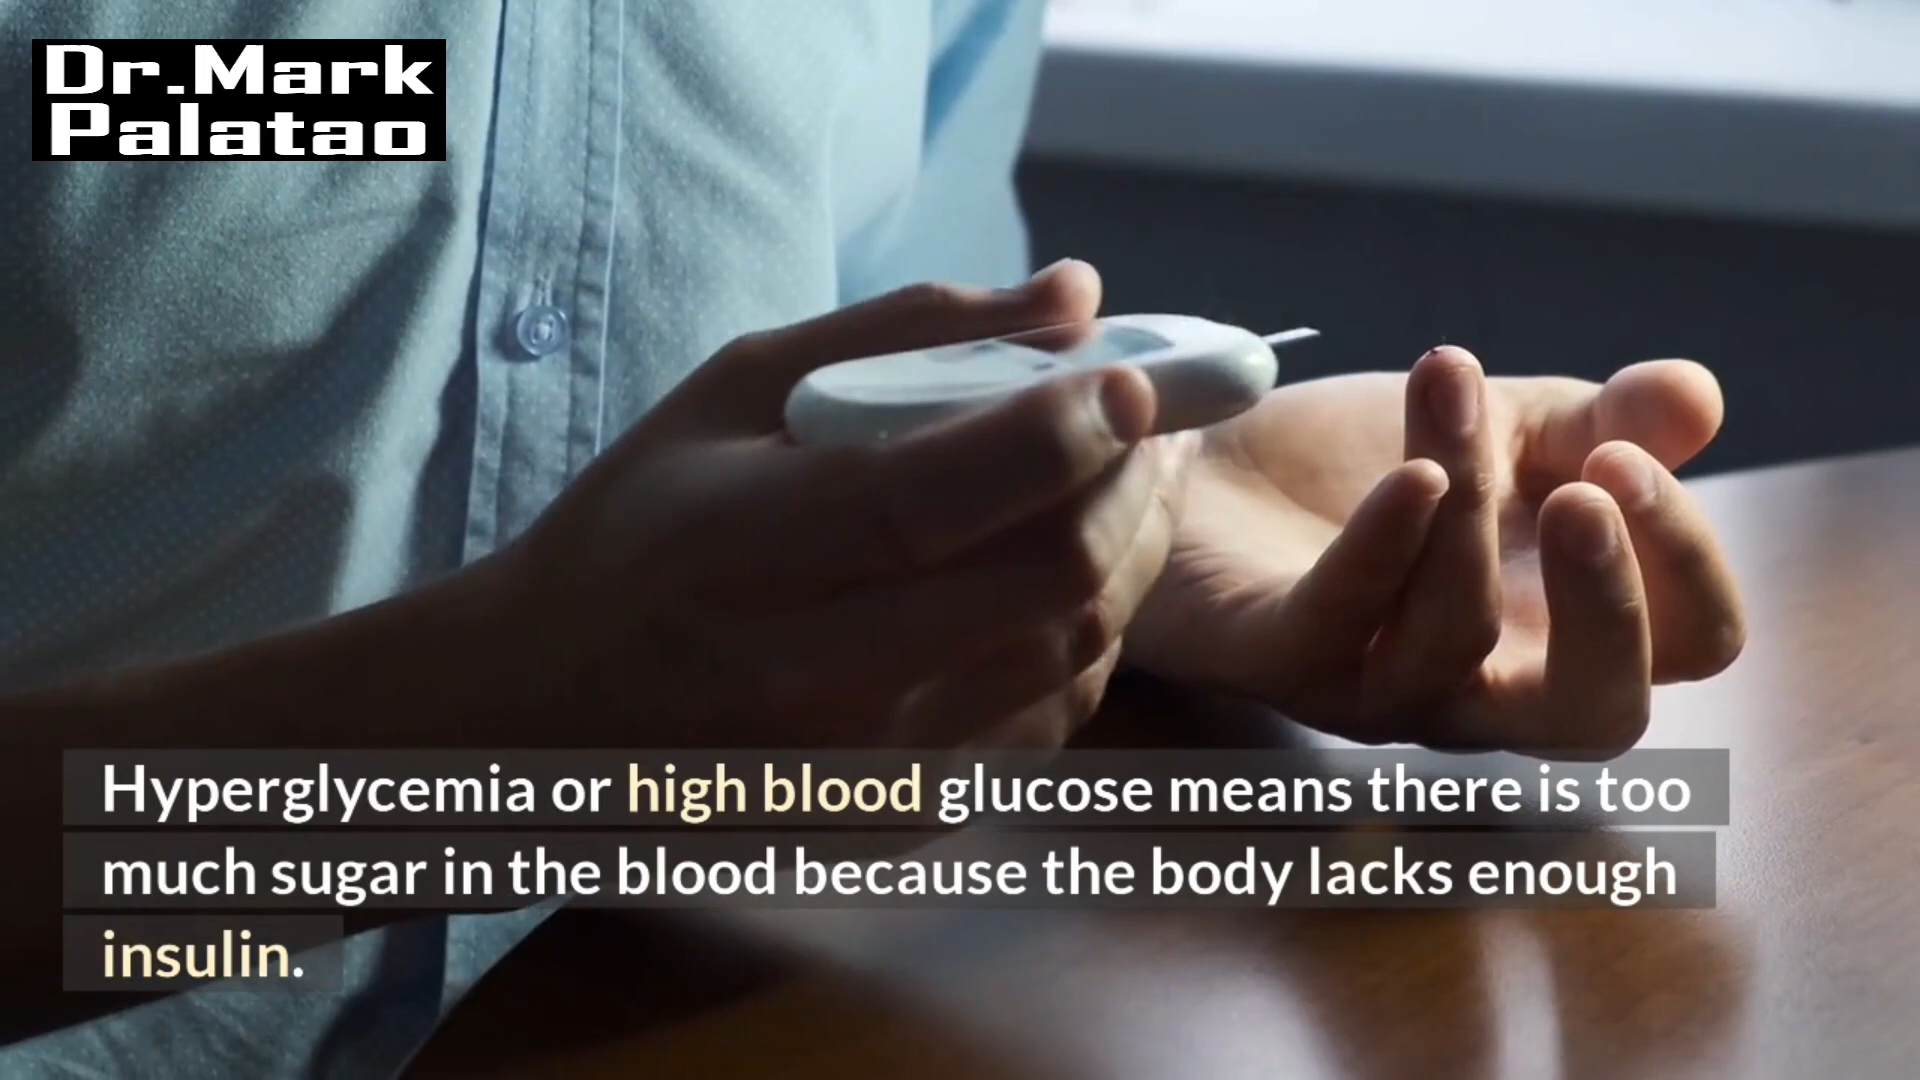 Dr.Mark
Palatao
Hyperglycemia or high blood glucose means there is too
much sugar in the blood because the body lacks enough
insulin.